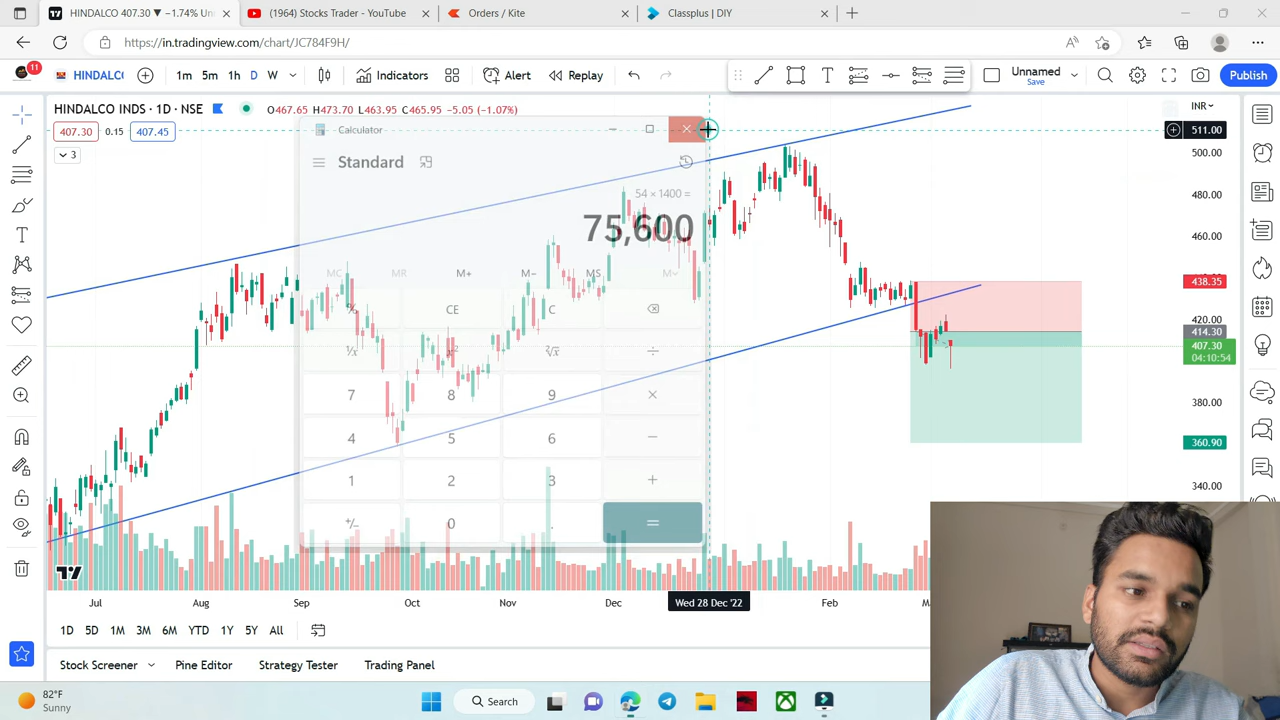 HINDALCO 407.30 ▼ −1.74% Un
(1964) Stocks Trader - YouTube
Orders / Kite
Classplus | DIY
https://in.tradingview.com/chart/JC784F9H/
11
HINDALCO
1m 5m 1h D W
Indicators
Alert
Replay
Unnamed
Save
Publish
HINDALCO INDS · 1D · NSE
O467.65 H473.70 L463.95 C465.95 −5.05 (−1.07%)
INR
407.30 0.15 407.45
3
Calculator
Standard
54 × 1400 =
75,600
MC MR M+ M− MS M
% CE C
¹/x x² ²√x ÷
7 8 9 ×
4 5 6 −
1 2 3 +
+/− 0 . =
511.00
500.00
480.00
460.00
438.35
420.00
414.30
407.30
04:10:54
380.00
360.90
340.00
Jul Aug Sep Oct Nov Dec
Wed 28 Dec '22
Feb
1D 5D 1M 3M 6M YTD 1Y 5Y All
Stock Screener
Pine Editor
Strategy Tester
Trading Panel
82°F
Sunny
Search